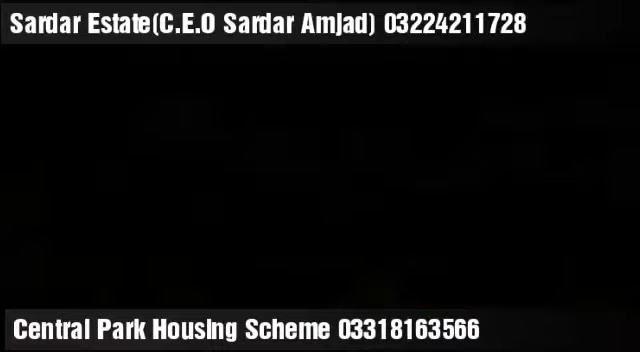 Sardar Estate(C.E.O Sardar Amjad) 03224211728
Central Park Housing Scheme 03318163566